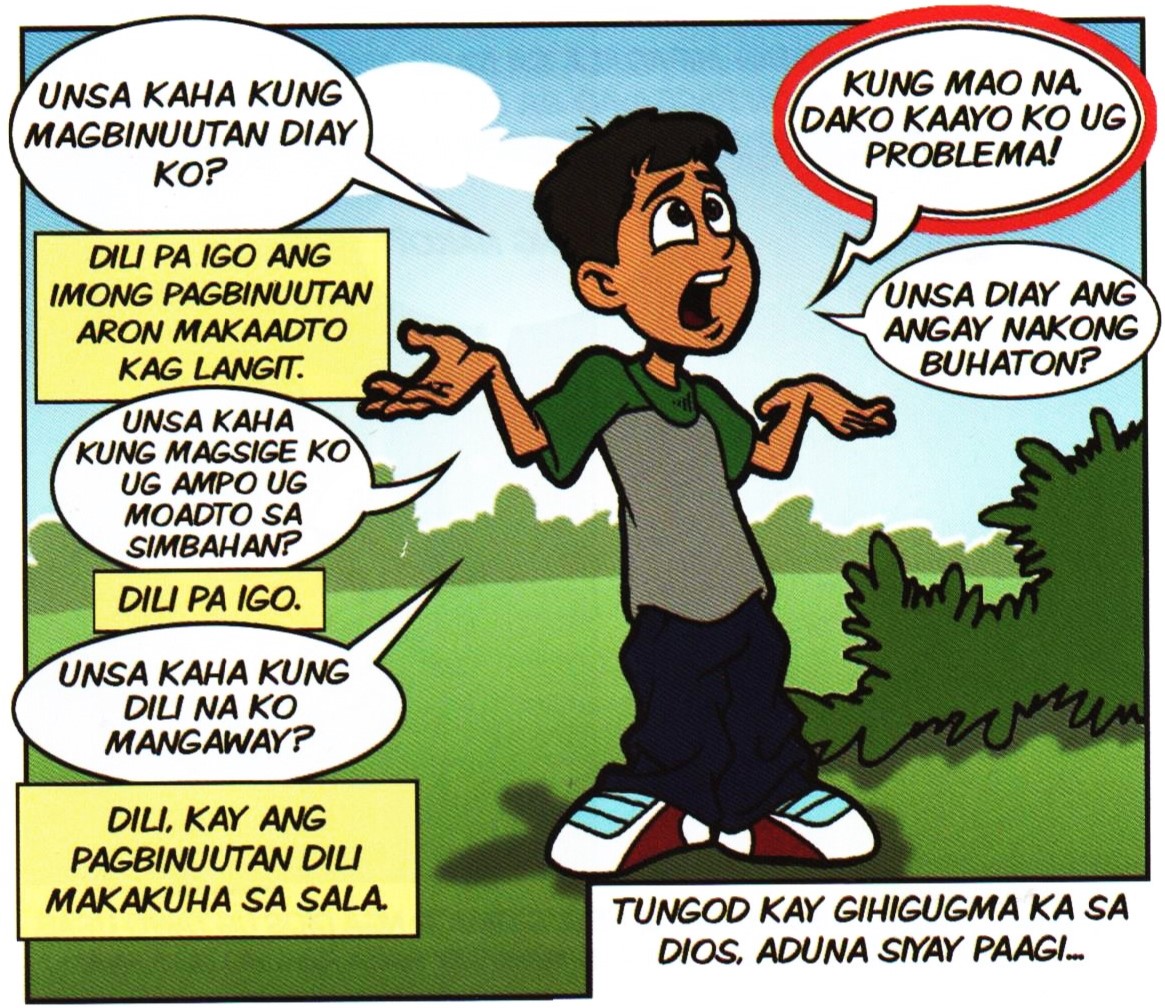 UNSA KAHA KUNG
MAGBINUUTAN DIAY
KO?
DILI PA IGO ANG
IMONG PAGBINUUTAN
ARON MAKAADTO
KAG LANGIT.
UNSA KAHA
KUNG MAGSIGE KO
UG AMPO UG
MOADTO SA
SIMBAHAN?
DILI PA IGO.
UNSA KAHA KUNG
DILI NA KO
MANGAWAY?
DILI, KAY ANG
PAGBINUUTAN DILI
MAKAKUHA SA SALA.
KUNG MAO NA,
DAKO KAAYO KO UG
PROBLEMA!
UNSA DIAY ANG
ANGAY NAKONG
BUHATON?
TUNGOD KAY GIHIGUGMA KA SA
DIOS, ADUNA SIYAY PAAGI...